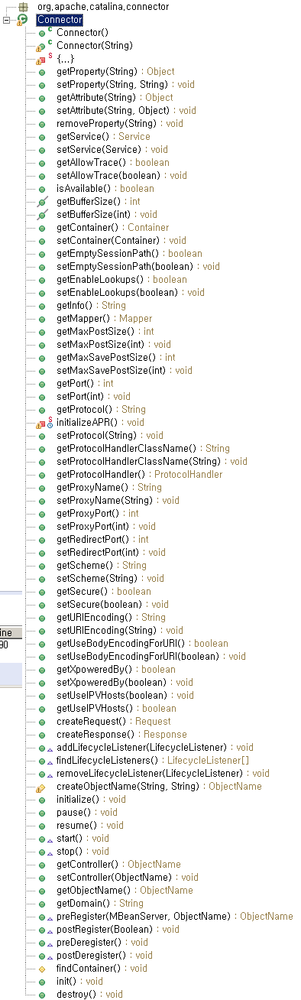 org.apache.catalina.connector
Connector
Connector()
Connector(String)
{...}
getProperty(String) : Object
setProperty(String, String) : void
getAttribute(String) : Object
setAttribute(String, Object) : void
removeProperty(String) : void
getService() : Service
setService(Service) : void
getAllowTrace() : boolean
setAllowTrace(boolean) : void
isAvailable() : boolean
getBufferSize() : int
setBufferSize(int) : void
getContainer() : Container
setContainer(Container) : void
getEmptySessionPath() : boolean
setEmptySessionPath(boolean) : void
getEnableLookups() : boolean
setEnableLookups(boolean) : void
getInfo() : String
getMapper() : Mapper
getMaxPostSize() : int
setMaxPostSize(int) : void
getMaxSavePostSize() : int
setMaxSavePostSize(int) : void
getPort() : int
setPort(int) : void
getProtocol() : String
initializeAPR() : void
setProtocol(String) : void
getProtocolHandlerClassName() : String
setProtocolHandlerClassName(String) : void
getProtocolHandler() : ProtocolHandler
getProxyName() : String
setProxyName(String) : void
getProxyPort() : int
setProxyPort(int) : void
getRedirectPort() : int
setRedirectPort(int) : void
getScheme() : String
setScheme(String) : void
getSecure() : boolean
setSecure(boolean) : void
getURIEncoding() : String
setURIEncoding(String) : void
ine
getUseBodyEncodingForURI() : boolean
90
setUseBodyEncodingForURI(boolean) : void
getXpoweredBy() : boolean
setXpoweredBy(boolean) : void
setUseIPVHosts(boolean) : void
getUseIPVHosts() : boolean
createRequest() : Request
createResponse() : Response
addLifecycleListener(LifecycleListener) : void
findLifecycleListeners() : LifecycleListener[]
removeLifecycleListener(LifecycleListener) : void
createObjectName(String, String) : ObjectName
initialize() : void
pause() : void
resume() : void
start() : void
stop() : void
getController() : ObjectName
setController(ObjectName) : void
getObjectName() : ObjectName
getDomain() : String
preRegister(MBeanServer, ObjectName) : ObjectName
postRegister(Boolean) : void
preDeregister() : void
postDeregister() : void
findContainer() : void
init() : void
destroy() : void